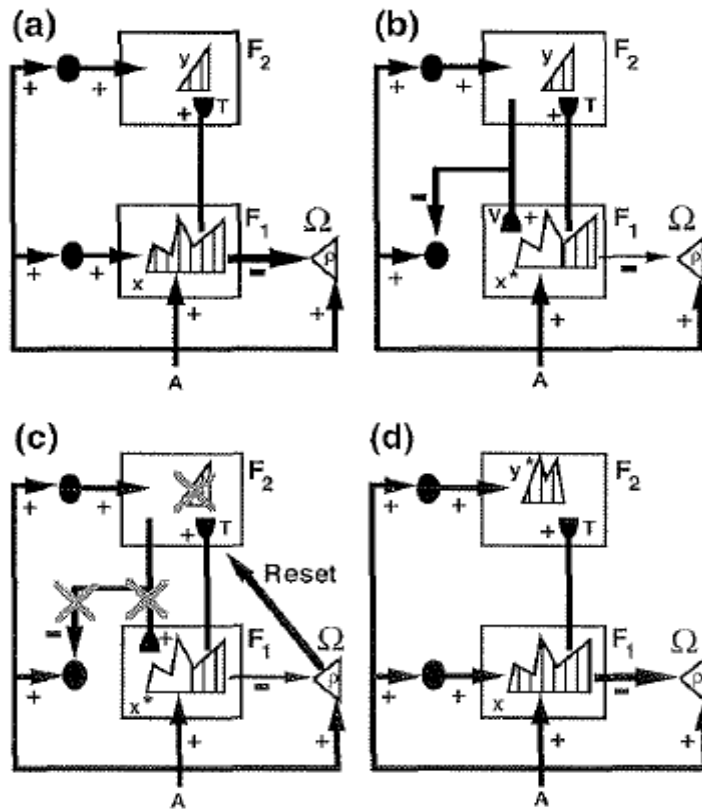 (a)
y
F2
+ + + T
F1
Ω
+ + x − ρ
+ +
A
(b)
y
F2
+ + + T
−
V + F1
Ω
+ x* − ρ
+ +
A
(c)
F2
+ + + T
Reset
− + F1
Ω
+ x* − ρ
+ +
A
(d)
y*
F2
+ + + T
F1
Ω
+ + x − ρ
+ +
A